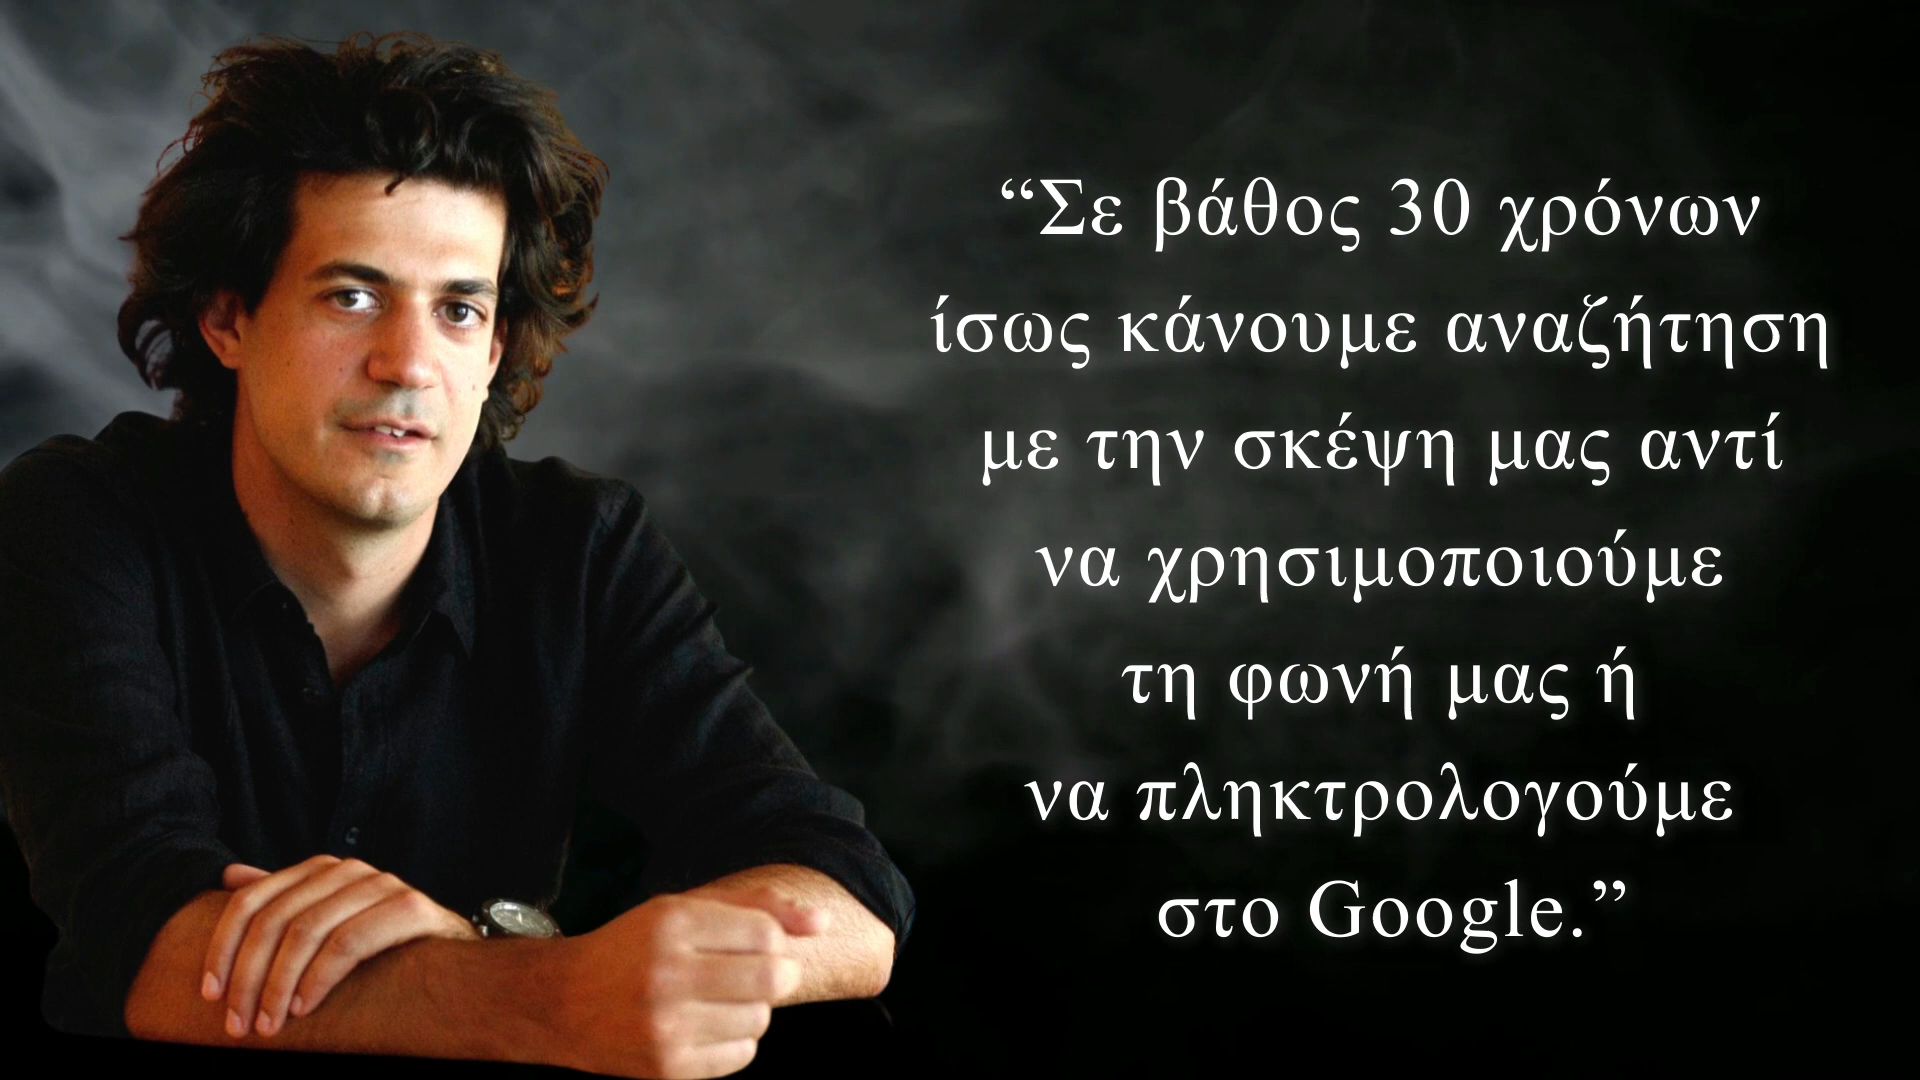 “Σε βάθος 30 χρόνων
ίσως κάνουμε αναζήτηση
με την σκέψη μας αντί
να χρησιμοποιούμε
τη φωνή μας ή
να πληκτρολογούμε
στο Google.”